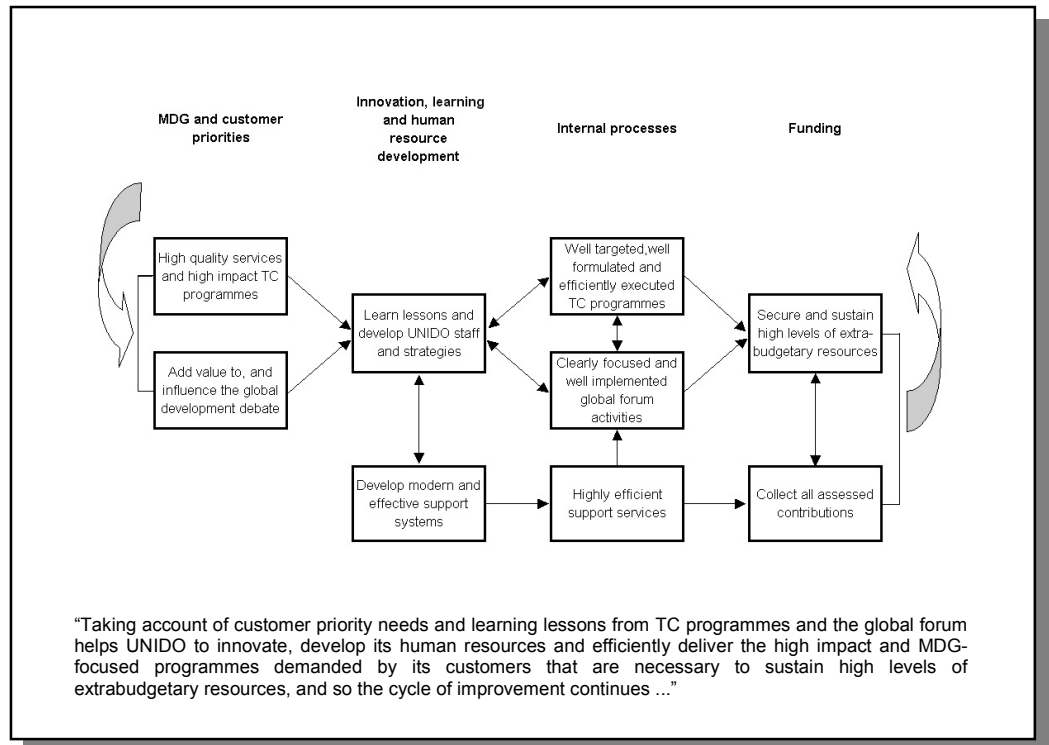 MDG and customer
priorities
Innovation, learning
and human
resource
development
Internal processes
Funding
High quality services
and high impact TC
programmes
Add value to, and
influence the global
development debate
Learn lessons and
develop UNIDO staff
and strategies
Develop modern and
effective support
systems
Well targeted,well
formulated and
efficiently executed
TC programmes
Clearly focused and
well implemented
global forum
activities
Highly efficient
support services
Secure and sustain
high levels of extra-
budgetary resources
Collect all assessed
contributions
“Taking account of customer priority needs and learning lessons from TC programmes and the global forum
helps UNIDO to innovate, develop its human resources and efficiently deliver the high impact and MDG-
focused programmes demanded by its customers that are necessary to sustain high levels of
extrabudgetary resources, and so the cycle of improvement continues ...”